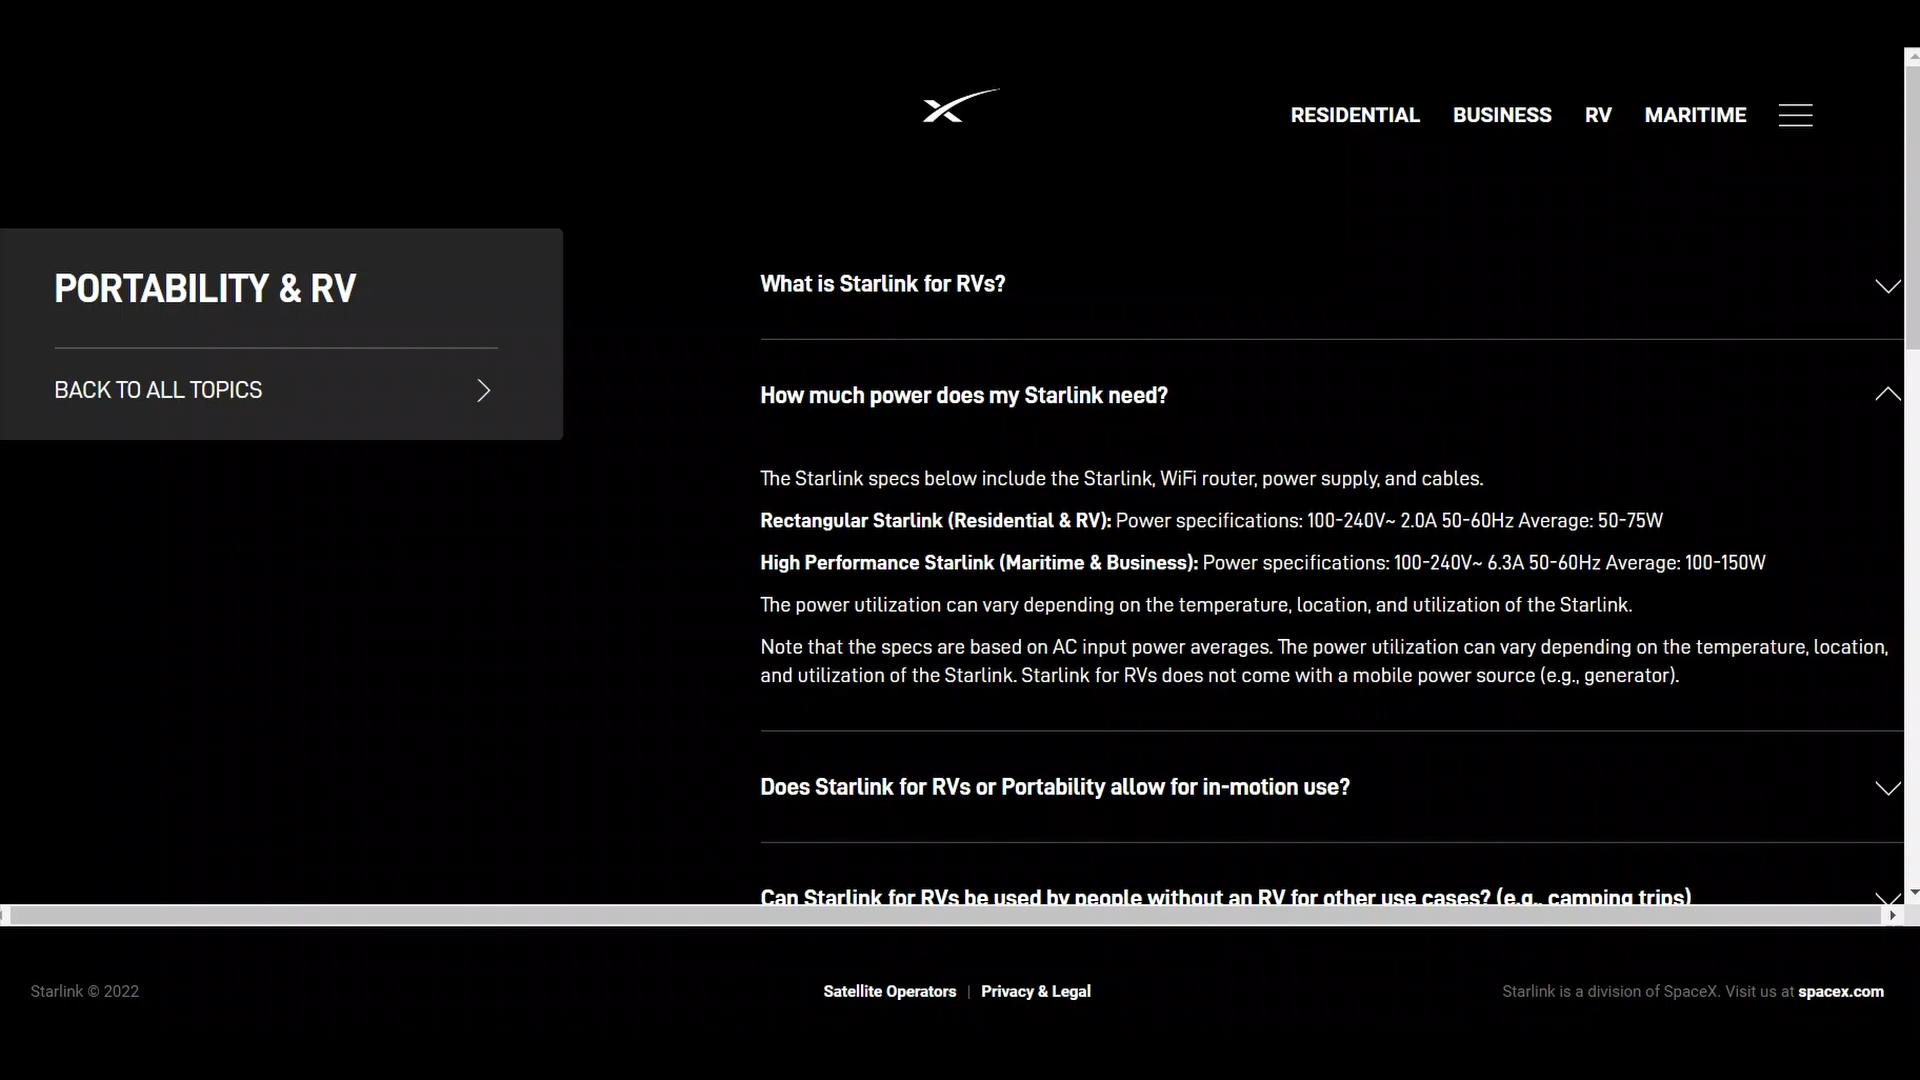 RESIDENTIAL BUSINESS RV MARITIME
PORTABILITY & RV
BACK TO ALL TOPICS
What is Starlink for RVs?
How much power does my Starlink need?
The Starlink specs below include the Starlink, WiFi router, power supply, and cables.
Rectangular Starlink (Residential & RV): Power specifications: 100-240V~ 2.0A 50-60Hz Average: 50-75W
High Performance Starlink (Maritime & Business): Power specifications: 100-240V~ 6.3A 50-60Hz Average: 100-150W
The power utilization can vary depending on the temperature, location, and utilization of the Starlink.
Note that the specs are based on AC input power averages. The power utilization can vary depending on the temperature, location,
and utilization of the Starlink. Starlink for RVs does not come with a mobile power source (e.g., generator).
Does Starlink for RVs or Portability allow for in-motion use?
Can Starlink for RVs be used by people without an RV for other use cases? (e.g., camping trips)
Starlink © 2022
Satellite Operators | Privacy & Legal
Starlink is a division of SpaceX. Visit us at spacex.com